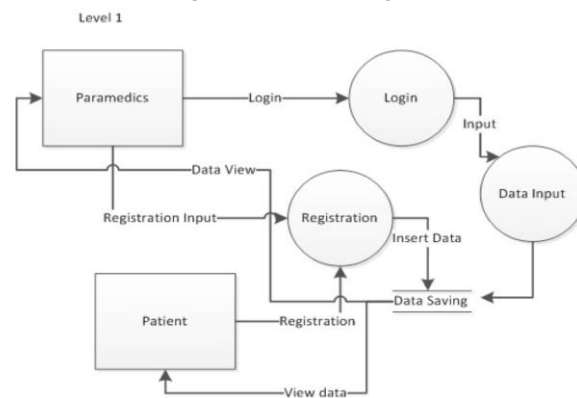 Level 1
Paramedics
Login
Login
Input
Data View
Data Input
Registration Input
Registration
Insert Data
Data Saving
Patient
Registration
View data